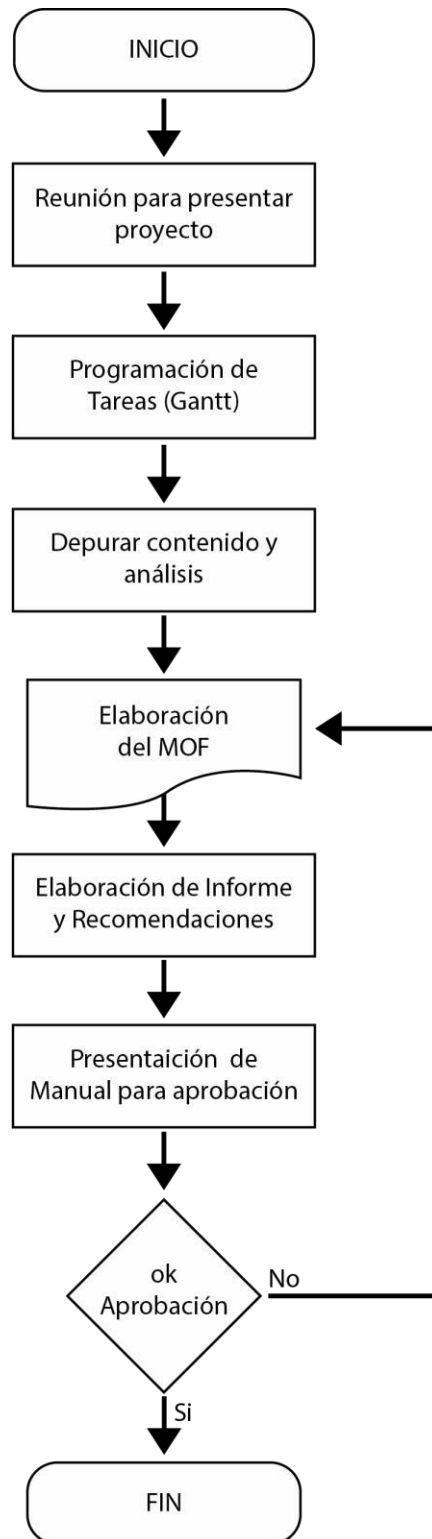 INICIO
Reunión para presentar
proyecto
Programación de
Tareas (Gantt)
Depurar contenido y
análisis
Elaboración
del MOF
Elaboración de Informe
y Recomendaciones
Presentaición de
Manual para aprobación
ok
Aprobación
No
Si
FIN